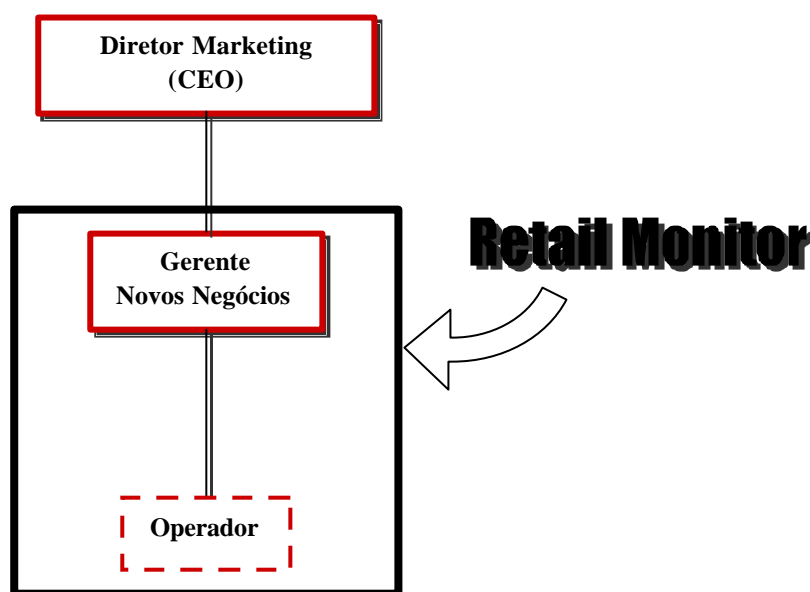 Diretor Marketing
(CEO)
Retail Monitor
Gerente
Novos Negócios
Operador